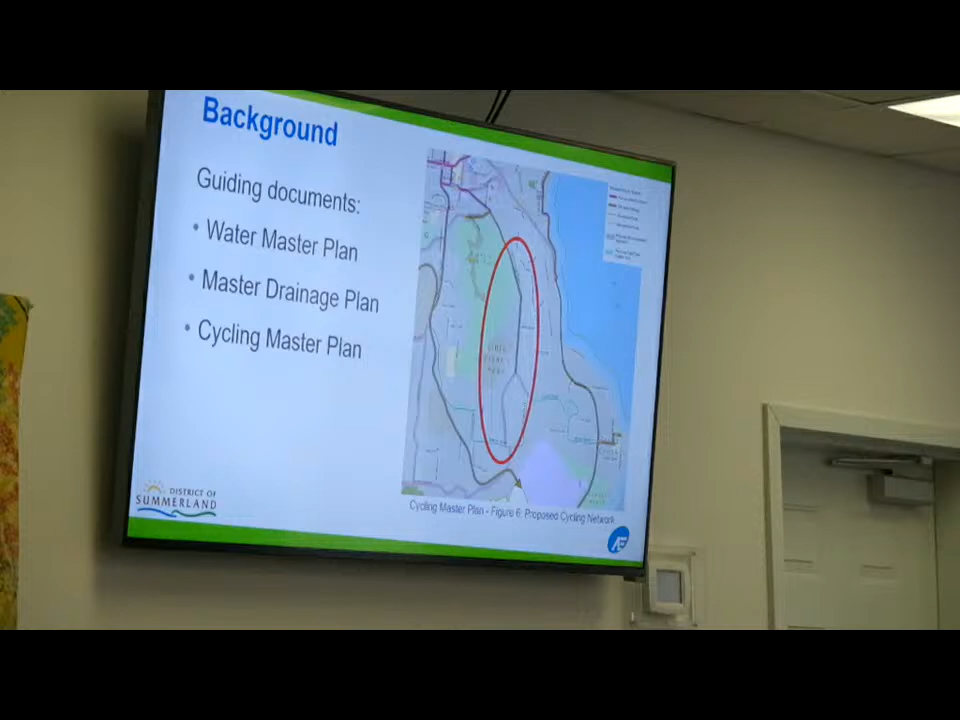 Background
Guiding documents:
• Water Master Plan
• Master Drainage Plan
• Cycling Master Plan
DISTRICT OF
SUMMERLAND
Cycling Master Plan - Figure 6: Proposed Cycling Network